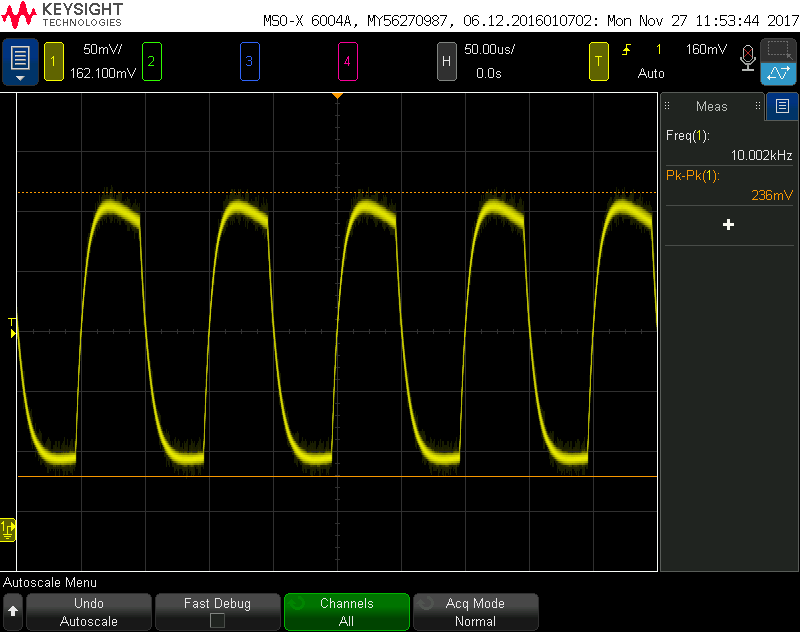 KEYSIGHT
TECHNOLOGIES
MSO-X 6004A, MY56270987, 06.12.2016010702: Mon Nov 27 11:53:44 2017
1 50mV/ 2 3 4 H 50.00us/ T 1 160mV
162.100mV 0.0s Auto
Meas
Freq(1):
10.002kHz
Pk-Pk(1):
236mV
+
T
1
Autoscale Menu
Undo Fast Debug Channels Acq Mode
Autoscale All Normal